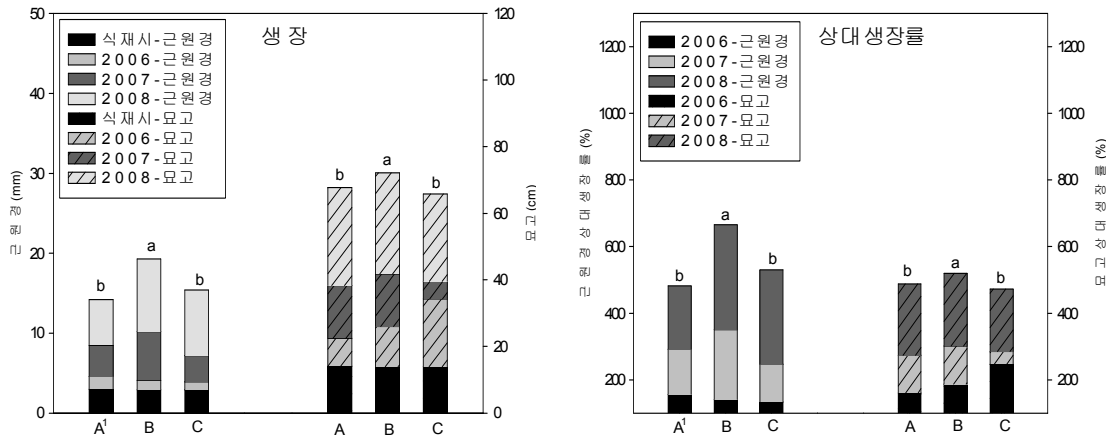 생 장
식재시-근원경
2006-근원경
2007-근원경
2008-근원경
식재시-묘고
2006-묘고
2007-묘고
2008-묘고
근 원 경 (mm)
50
40
30
20
10
0
묘고 (cm)
120
100
80
60
40
20
0
b a b b a b
A¹ B C A B C
상대생장률
2006-근원경
2007-근원경
2008-근원경
2006-묘고
2007-묘고
2008-묘고
근 원 경 상 대 생 장 률 (%)
1200
1000
800
600
400
200
묘 고 상 대 생 장 률 (%)
1200
1000
800
600
400
200
b a b b a b
A¹ B C A B C